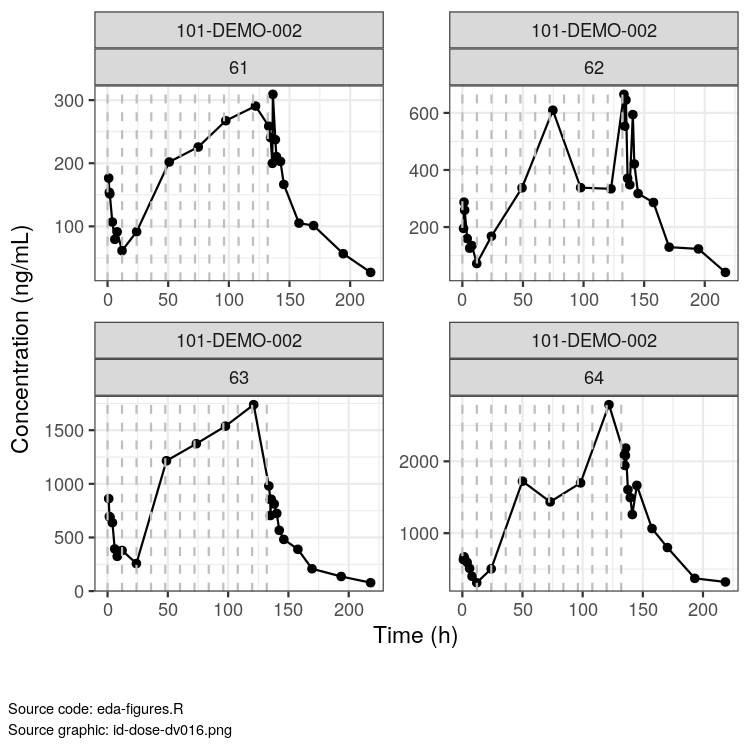 101-DEMO-002
101-DEMO-002
61
62
300
200
100
600
400
200
0 50 100 150 200
0 50 100 150 200
Concentration (ng/mL)
101-DEMO-002
101-DEMO-002
63
64
1500
1000
500
0
2000
1000
0 50 100 150 200
0 50 100 150 200
Time (h)
Source code: eda-figures.R
Source graphic: id-dose-dv016.png